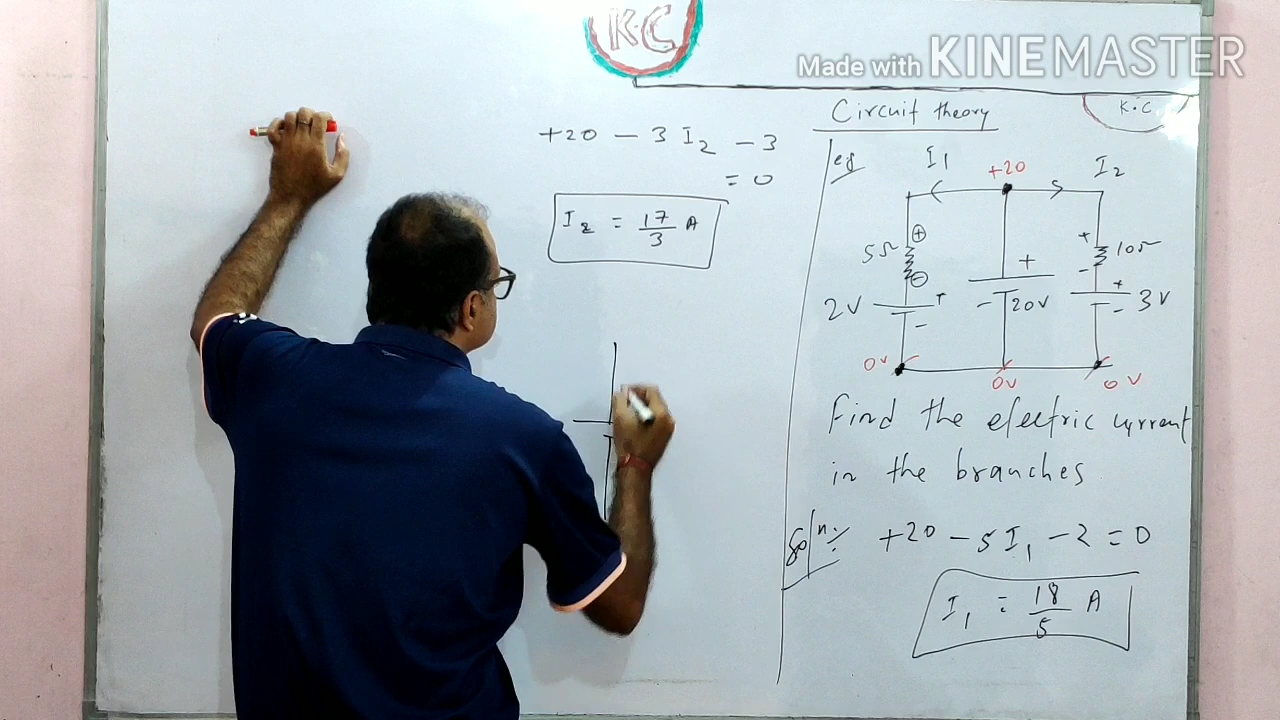 K.C
Made with KINEMASTER
Circuit theory
K.C
+20 – 3 I₂ – 3
= 0
I₂ = 17/3 A
eg
I₁
+20
I₂
5Ω
+
-
+
-
10Ω
2V
+
-
+
-
20V
+
-
3V
0V
0V
0V
Find the electric current
in the branches
Solⁿ:-
+20 – 5I₁ – 2 = 0
I₁ = 18/5 A